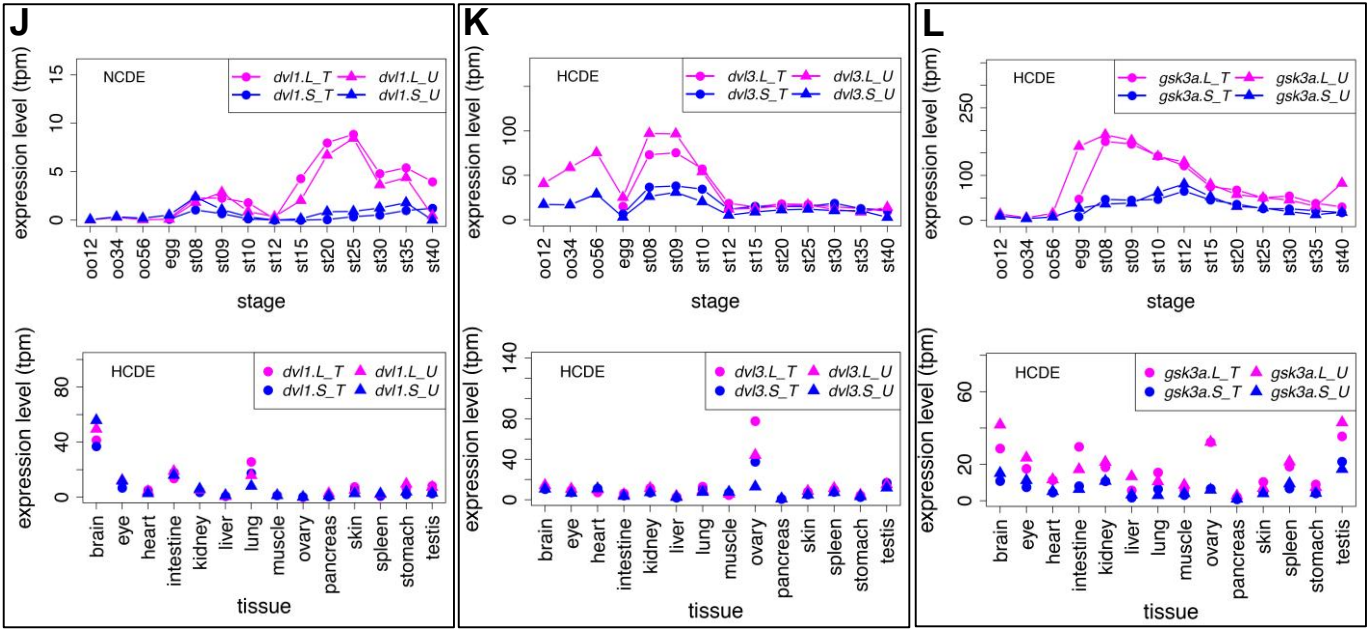 J
expression level (tpm)
15
10
5
0
NCDE
dvl1.L_T dvl1.L_U
dvl1.S_T dvl1.S_U
oo12 oo34 oo56 egg st08 st09 st10 st12 st15 st20 st25 st30 st35 st40
stage
expression level (tpm)
80
40
0
HCDE
dvl1.L_T dvl1.L_U
dvl1.S_T dvl1.S_U
brain eye heart intestine kidney liver lung muscle ovary pancreas skin spleen stomach testis
tissue
K
expression level (tpm)
100
50
0
HCDE
dvl3.L_T dvl3.L_U
dvl3.S_T dvl3.S_U
oo12 oo34 oo56 egg st08 st09 st10 st12 st15 st20 st25 st30 st35 st40
stage
expression level (tpm)
140
80
40
0
HCDE
dvl3.L_T dvl3.L_U
dvl3.S_T dvl3.S_U
brain eye heart intestine kidney liver lung muscle ovary pancreas skin spleen stomach testis
tissue
L
expression level (tpm)
250
100
0
HCDE
gsk3a.L_T gsk3a.L_U
gsk3a.S_T gsk3a.S_U
oo12 oo34 oo56 egg st08 st09 st10 st12 st15 st20 st25 st30 st35 st40
stage
expression level (tpm)
60
20
0
HCDE
gsk3a.L_T gsk3a.L_U
gsk3a.S_T gsk3a.S_U
brain eye heart intestine kidney liver lung muscle ovary pancreas skin spleen stomach testis
tissue